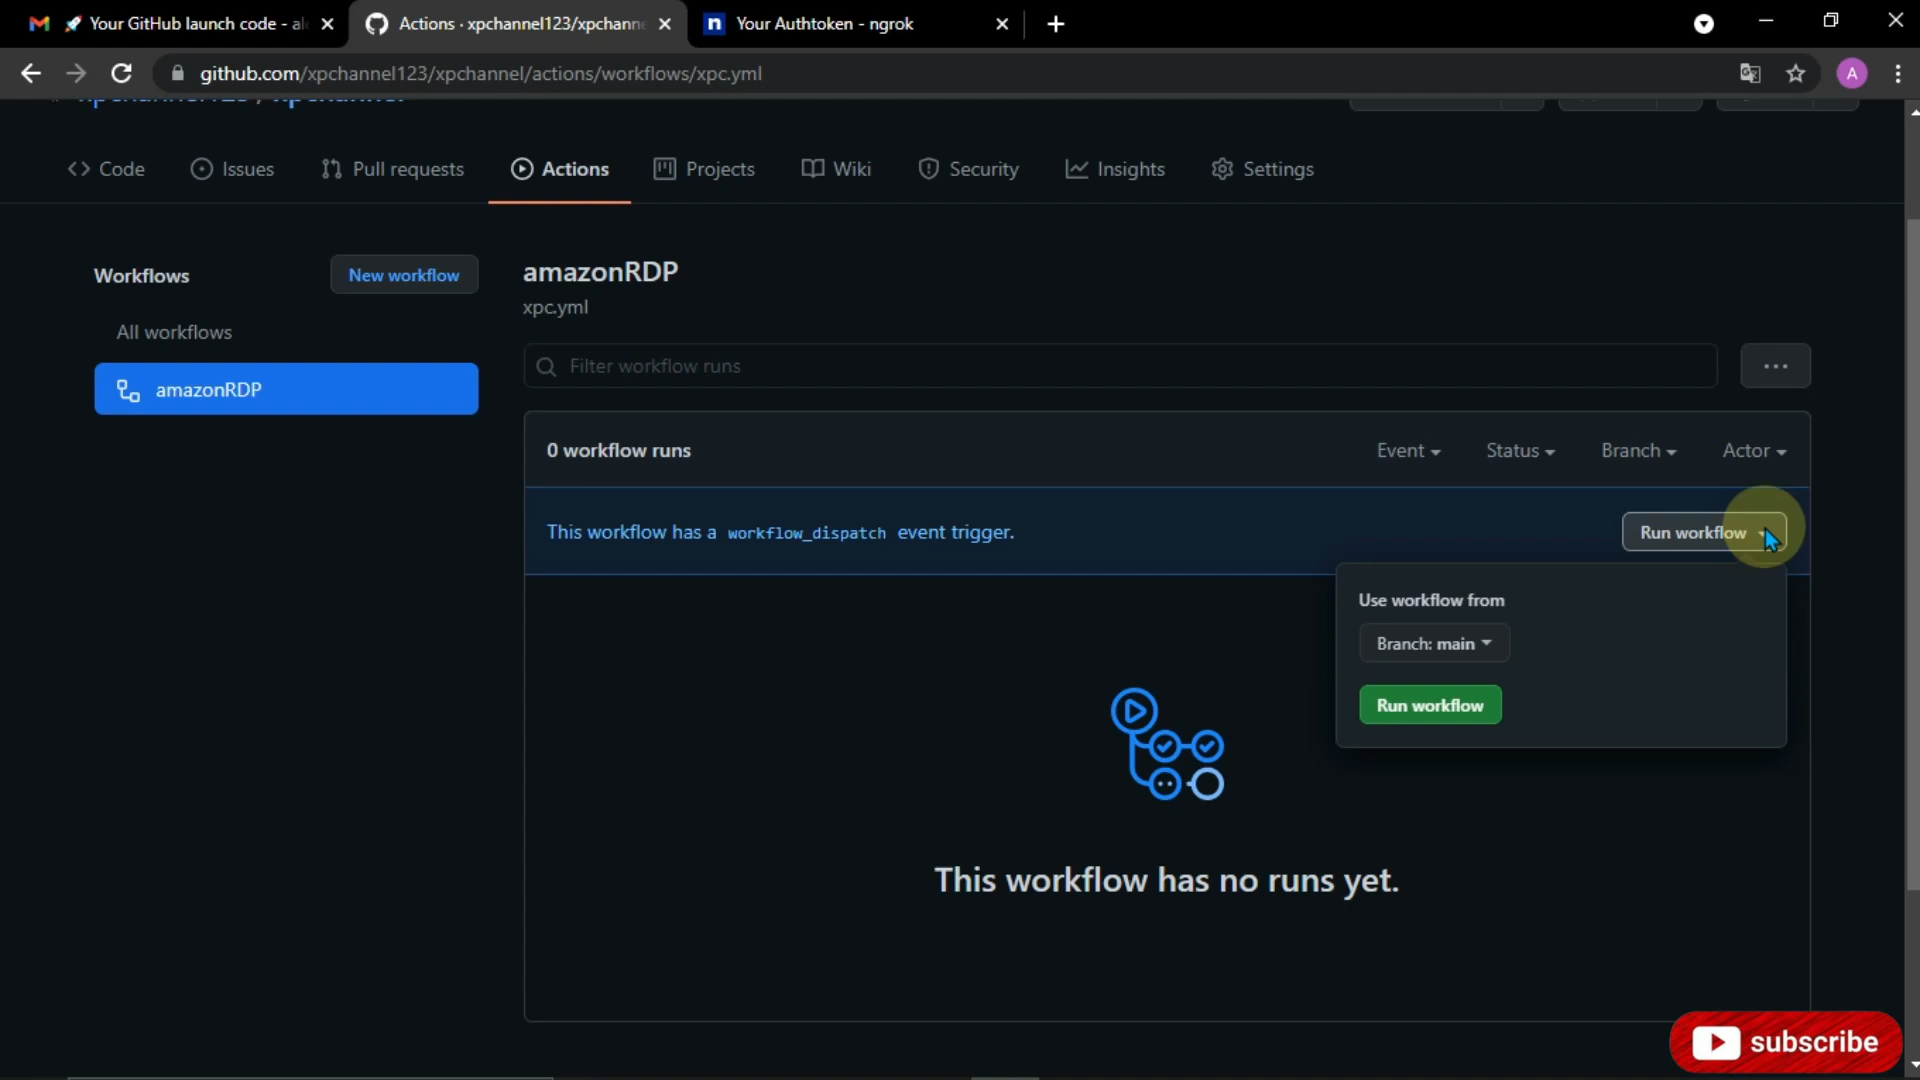 Your GitHub launch code - al
Actions · xpchannel123/xpchann
Your Authtoken - ngrok
github.com/xpchannel123/xpchannel/actions/workflows/xpc.yml
A
Code
Issues
Pull requests
Actions
Projects
Wiki
Security
Insights
Settings
Workflows
New workflow
All workflows
amazonRDP
amazonRDP
xpc.yml
Filter workflow runs
0 workflow runs
Event
Status
Branch
Actor
This workflow has a workflow_dispatch event trigger.
Run workflow
Use workflow from
Branch: main
Run workflow
This workflow has no runs yet.
subscribe